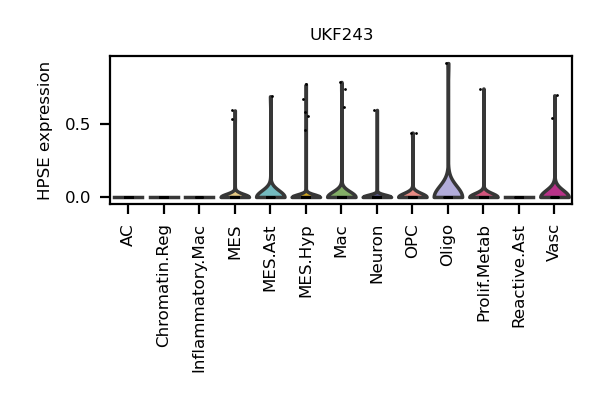 UKF243
HPSE expression
0.5
0.0
AC
Chromatin.Reg
Inflammatory.Mac
MES
MES.Ast
MES.Hyp
Mac
Neuron
OPC
Oligo
Prolif.Metab
Reactive.Ast
Vasc